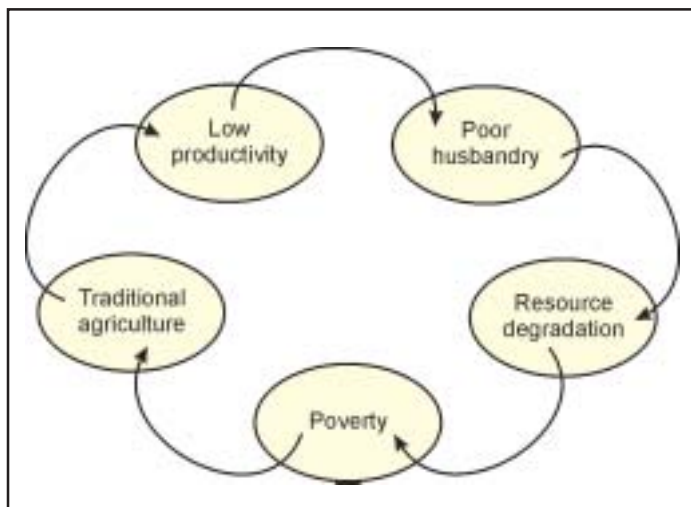 Low
productivity
Poor
husbandry
Resource
degradation
Poverty
Traditional
agriculture